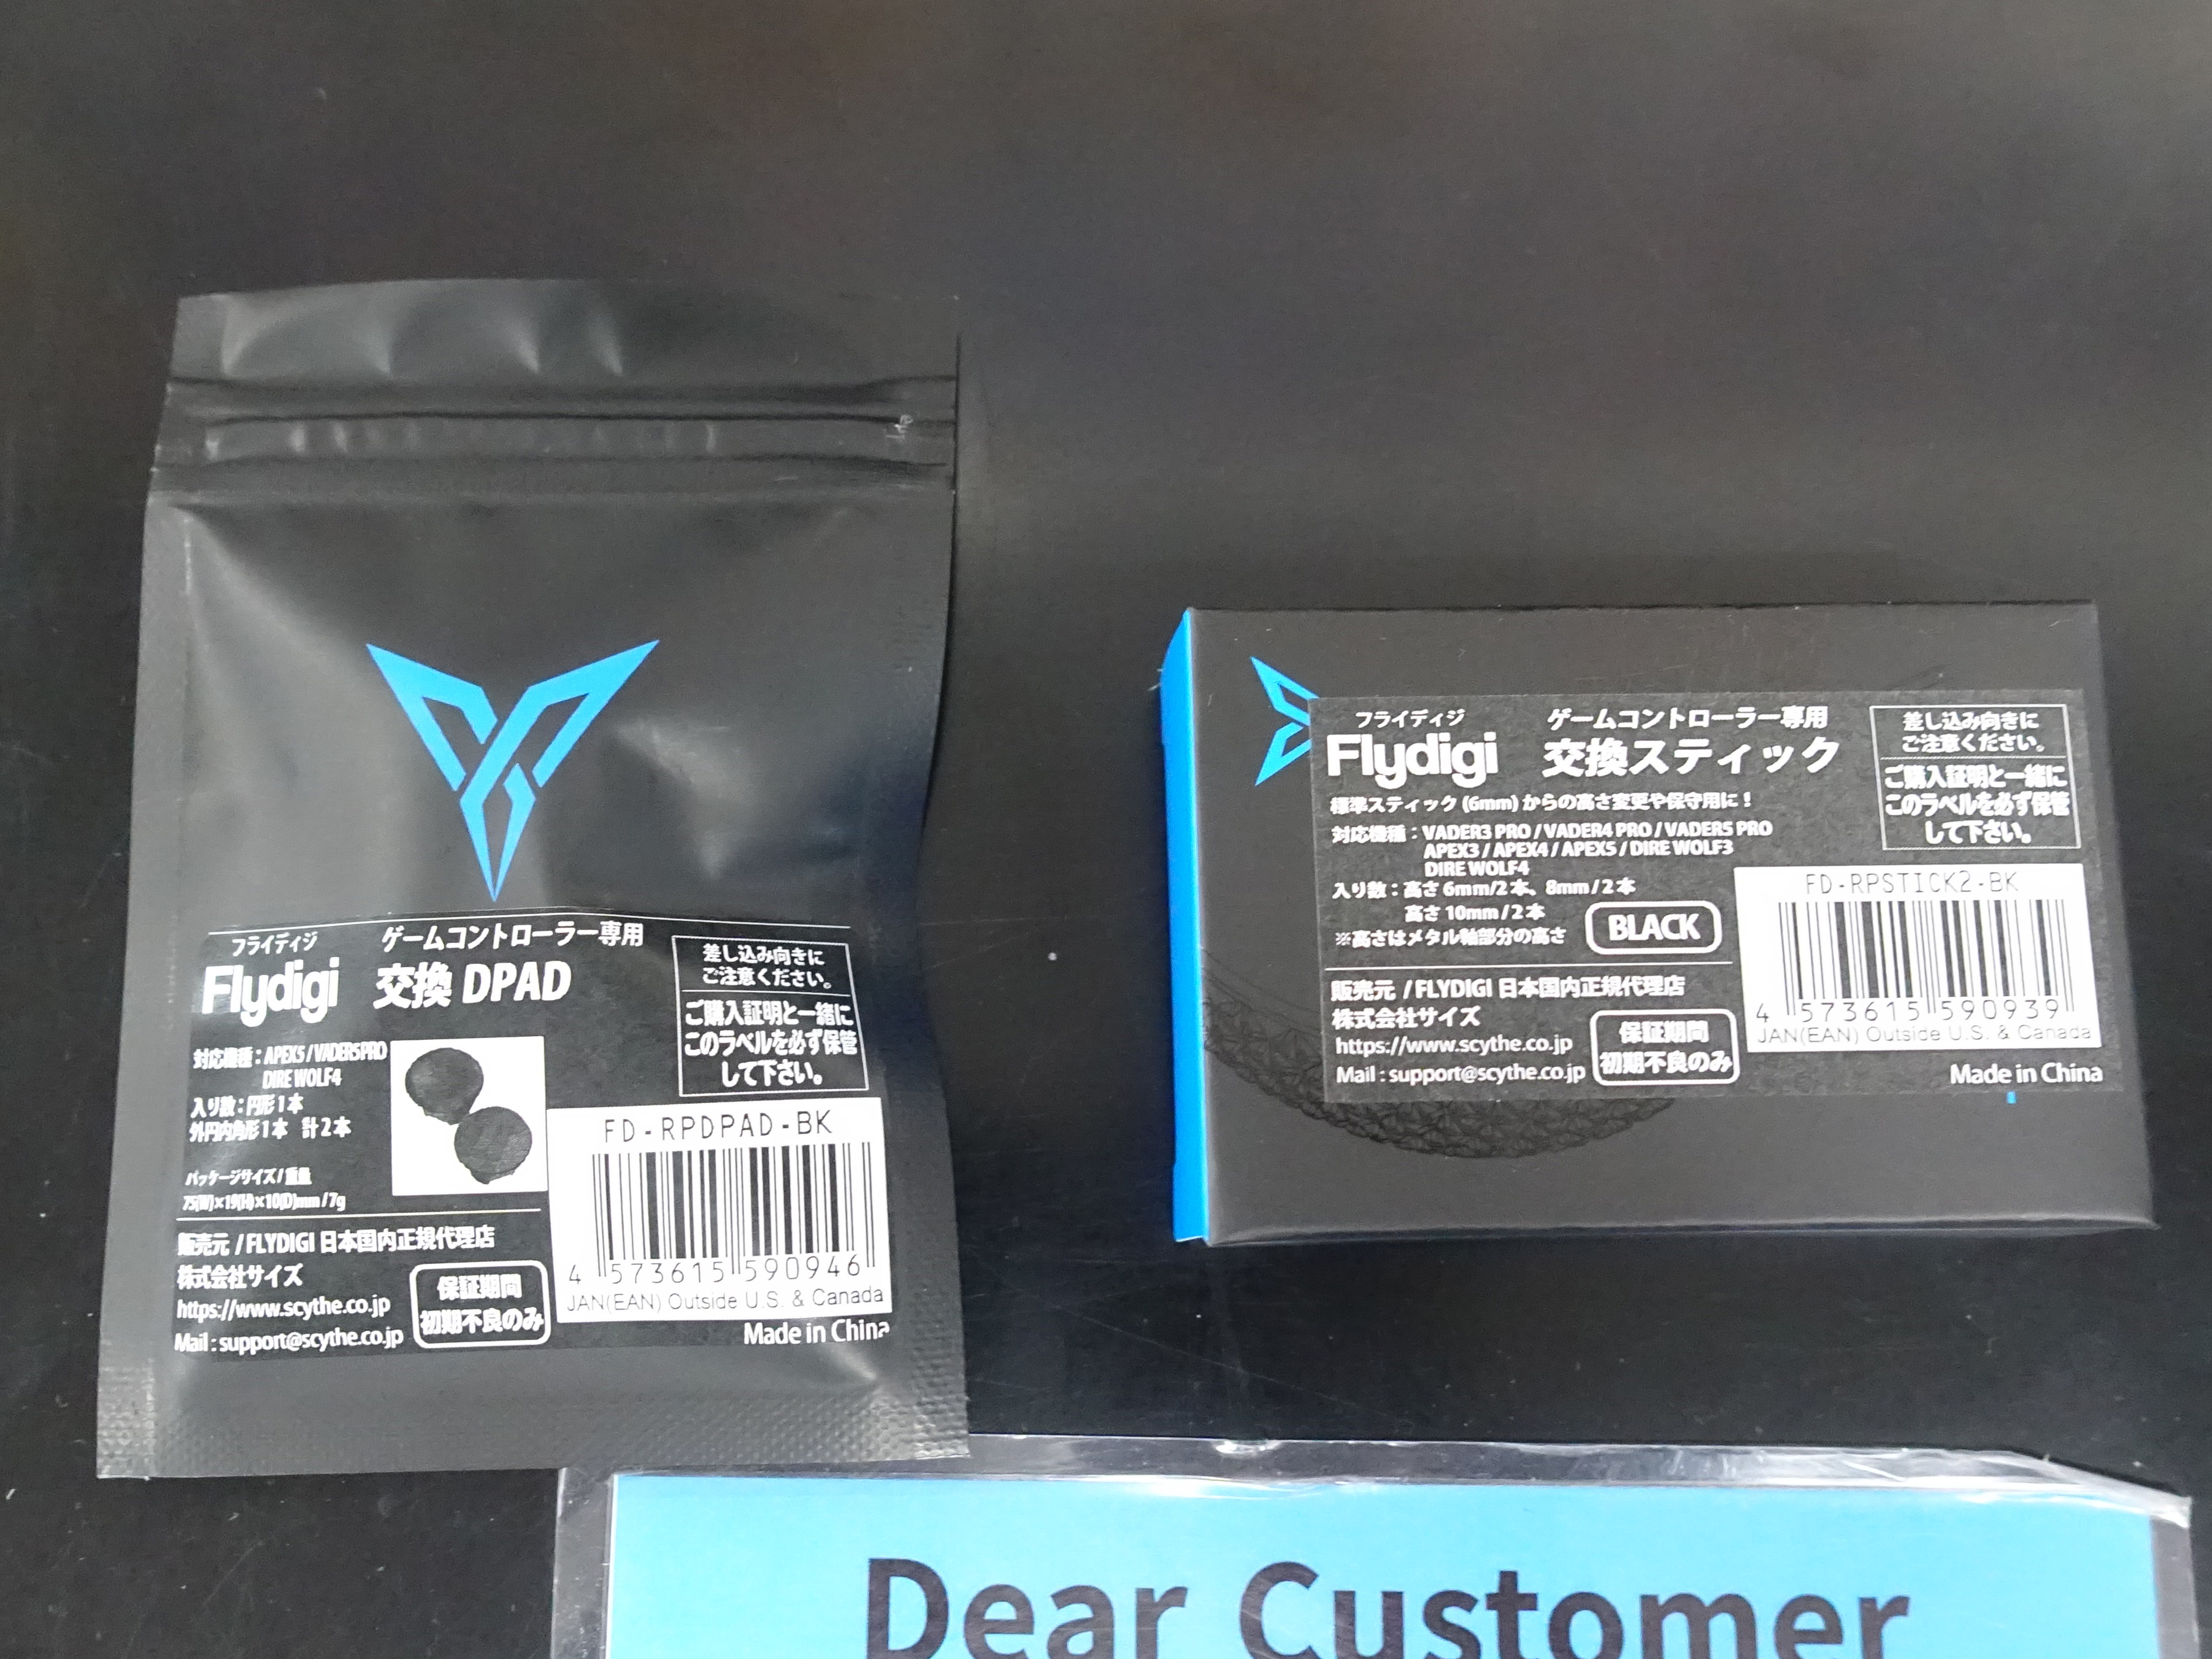 フライディジ
Flydigi
ゲームコントローラー専用
交換 DPAD
差し込み向きに
ご注意ください。
ご購入証明と一緒に
このラベルを必ず保管
して下さい。
対応機種：APEX5 / VADER5 PRO
DIRE WOLF4
入り数：円形1本
外円内角形1本 計2本
パッケージサイズ / 重量
75(W)×19(H)×10(D)mm / 7g
販売元 / FLYDIGI 日本国内正規代理店
株式会社サイズ
https://www.scythe.co.jp
Mail : support@scythe.co.jp
保証期間
初期不良のみ
FD-RPDPAD-BK
4 573615 590946
JAN(EAN) Outside U.S. & Canada
Made in China
フライディジ
Flydigi
ゲームコントローラー専用
交換スティック
差し込み向きに
ご注意ください。
ご購入証明と一緒に
このラベルを必ず保管
して下さい。
標準スティック (6mm) からの高さ変更や保守用に！
対応機種：VADER3 PRO / VADER4 PRO / VADER5 PRO
APEX3 / APEX4 / APEX5 / DIRE WOLF3
DIRE WOLF4
入り数：高さ 6mm/2 本、8mm / 2 本
高さ 10mm / 2 本
※高さはメタル軸部分の高さ
BLACK
販売元 / FLYDIGI 日本国内正規代理店
株式会社サイズ
https://www.scythe.co.jp
Mail : support@scythe.co.jp
保証期間
初期不良のみ
FD-RPSTICK2-BK
4 573615 590939
JAN(EAN) Outside U.S. & Canada
Made in China
Dear Customer